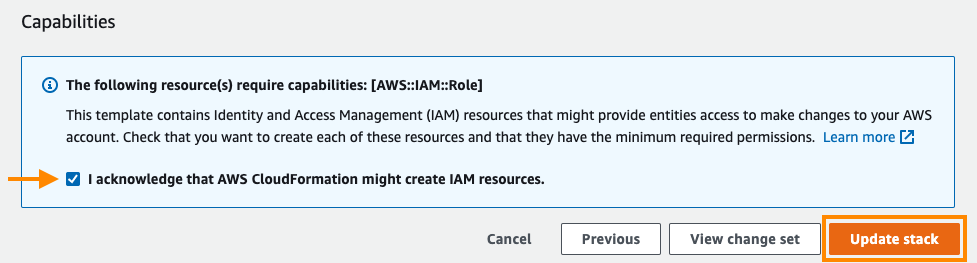 Capabilities
The following resource(s) require capabilities: [AWS::IAM::Role]
This template contains Identity and Access Management (IAM) resources that might provide entities access to make changes to your AWS
account. Check that you want to create each of these resources and that they have the minimum required permissions. Learn more
I acknowledge that AWS CloudFormation might create IAM resources.
Cancel Previous View change set Update stack